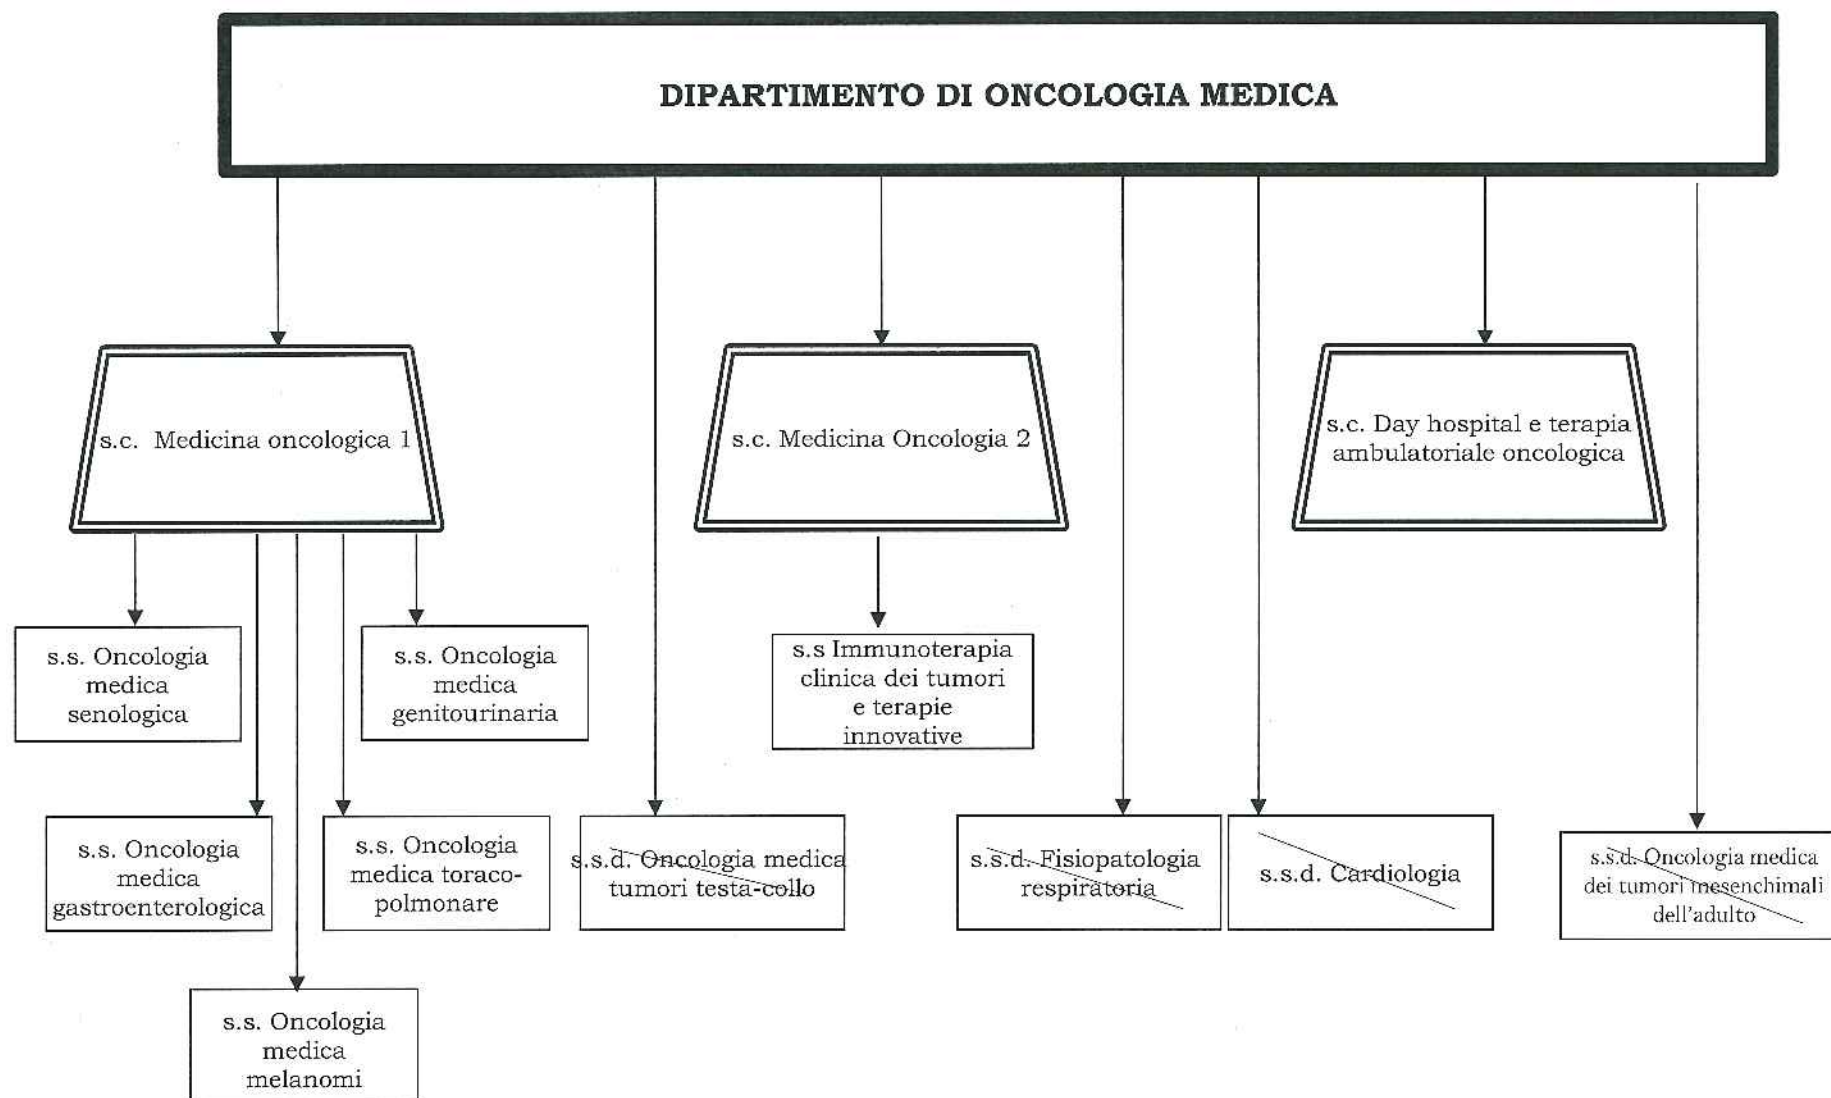 DIPARTIMENTO DI ONCOLOGIA MEDICA
s.c. Medicina oncologica 1
s.c. Medicina Oncologia 2
s.c. Day hospital e terapia
ambulatoriale oncologica
s.s. Oncologia
medica
senologica
s.s. Oncologia
medica
genitourinaria
s.s Immunoterapia
clinica dei tumori
e terapie
innovative
s.s. Oncologia
medica
gastroenterologica
s.s. Oncologia
medica toraco-
polmonare
s.s.d. Oncologia medica
tumori testa-collo
s.s.d. Fisiopatologia
respiratoria
s.s.d. Cardiologia
s.s.d. Oncologia medica
dei tumori mesenchimali
dell'adulto
s.s. Oncologia
medica
melanomi